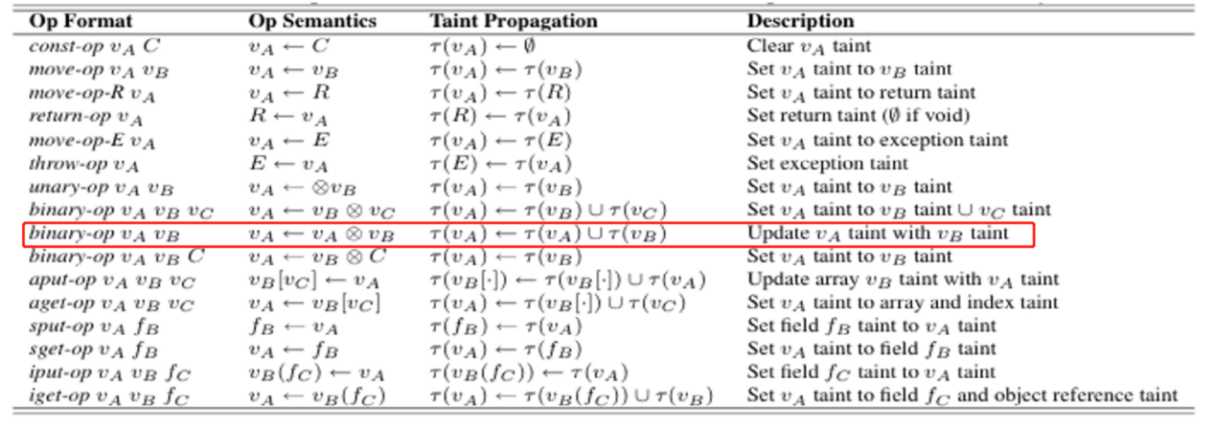 Op Format Op Semantics Taint Propagation Description
const-op v_A C v_A ← C τ(v_A) ← ∅ Clear v_A taint
move-op v_A v_B v_A ← v_B τ(v_A) ← τ(v_B) Set v_A taint to v_B taint
move-op-R v_A v_A ← R τ(v_A) ← τ(R) Set v_A taint to return taint
return-op v_A R ← v_A τ(R) ← τ(v_A) Set return taint (∅ if void)
move-op-E v_A v_A ← E τ(v_A) ← τ(E) Set v_A taint to exception taint
throw-op v_A E ← v_A τ(E) ← τ(v_A) Set exception taint
unary-op v_A v_B v_A ← ⊗v_B τ(v_A) ← τ(v_B) Set v_A taint to v_B taint
binary-op v_A v_B v_C v_A ← v_B ⊗ v_C τ(v_A) ← τ(v_B) ∪ τ(v_C) Set v_A taint to v_B taint ∪ v_C taint
binary-op v_A v_B v_A ← v_A ⊗ v_B τ(v_A) ← τ(v_A) ∪ τ(v_B) Update v_A taint with v_B taint
binary-op v_A v_B C v_A ← v_B ⊗ C τ(v_A) ← τ(v_B) Set v_A taint to v_B taint
aput-op v_A v_B v_C v_B[v_C] ← v_A τ(v_B[·]) ← τ(v_B[·]) ∪ τ(v_A) Update array v_B taint with v_A taint
aget-op v_A v_B v_C v_A ← v_B[v_C] τ(v_A) ← τ(v_B[·]) ∪ τ(v_C) Set v_A taint to array and index taint
sput-op v_A f_B f_B ← v_A τ(f_B) ← τ(v_A) Set field f_B taint to v_A taint
sget-op v_A f_B v_A ← f_B τ(v_A) ← τ(f_B) Set v_A taint to field f_B taint
iput-op v_A v_B f_C v_B(f_C) ← v_A τ(v_B(f_C)) ← τ(v_A) Set field f_C taint to v_A taint
iget-op v_A v_B f_C v_A ← v_B(f_C) τ(v_A) ← τ(v_B(f_C)) ∪ τ(v_B) Set v_A taint to field f_C and object reference taint